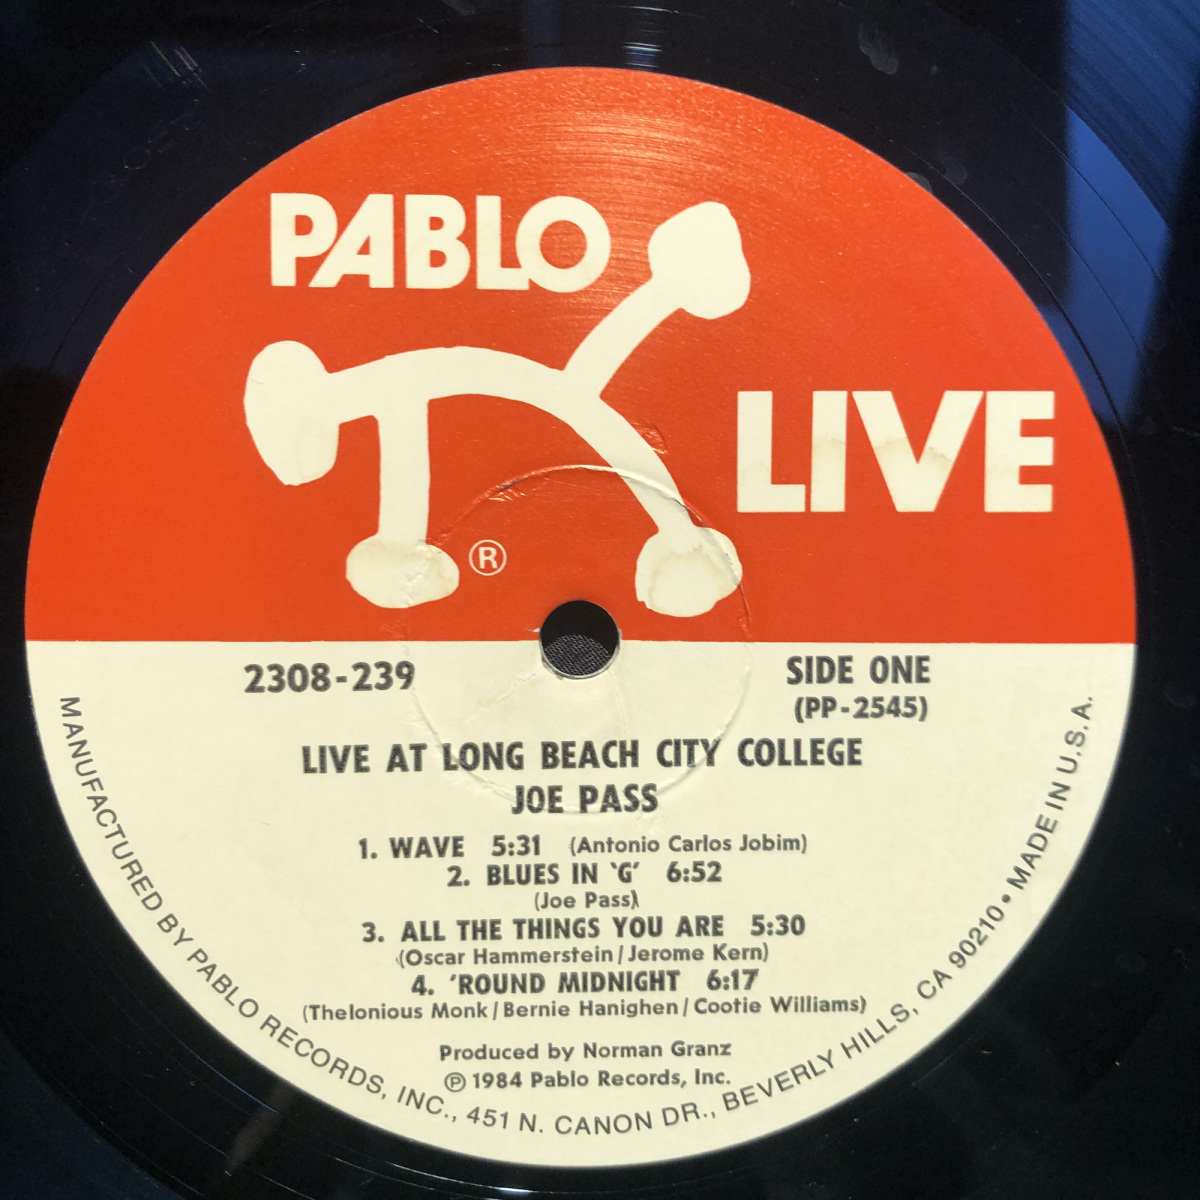 PABLO
LIVE
®
2308-239
SIDE ONE
(PP-2545)
LIVE AT LONG BEACH CITY COLLEGE
JOE PASS
1. WAVE 5:31 (Antonio Carlos Jobim)
2. BLUES IN 'G' 6:52
(Joe Pass)
3. ALL THE THINGS YOU ARE 5:30
(Oscar Hammerstein/Jerome Kern)
4. 'ROUND MIDNIGHT 6:17
(Thelonious Monk/Bernie Hanighen/Cootie Williams)
Produced by Norman Granz
℗ 1984 Pablo Records, Inc.
MANUFACTURED BY PABLO RECORDS, INC., 451 N. CANON DR., BEVERLY HILLS, CA 90210 • MADE IN U.S.A.